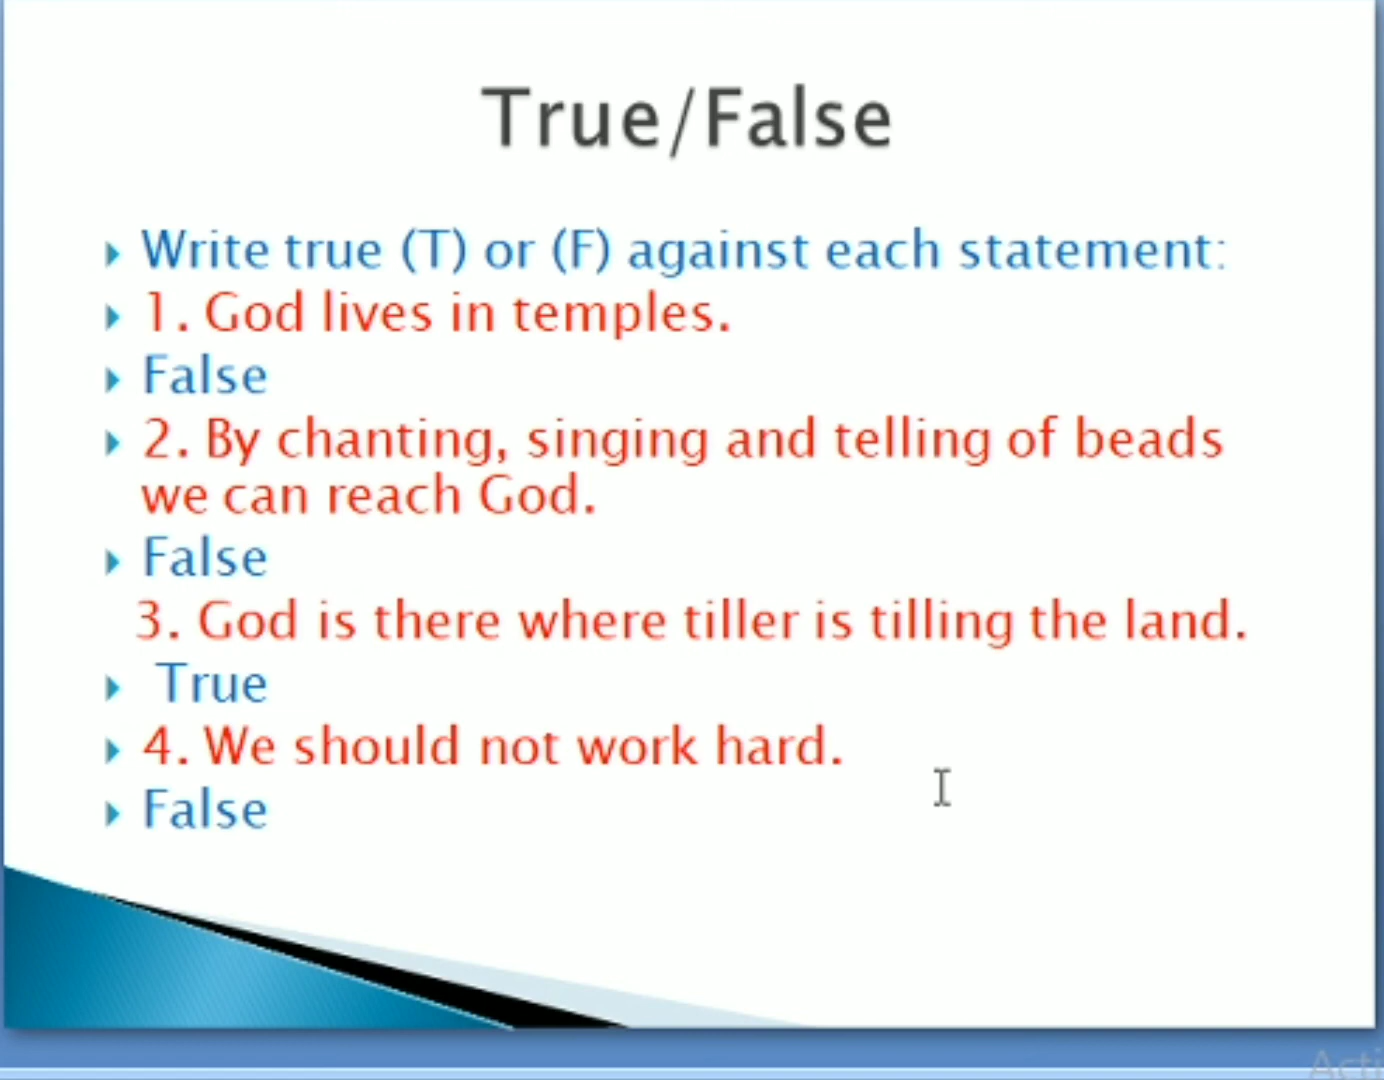 True/False
Write true (T) or (F) against each statement:
1. God lives in temples.
False
2. By chanting, singing and telling of beads
we can reach God.
False
3. God is there where tiller is tilling the land.
True
4. We should not work hard.
False
Acti